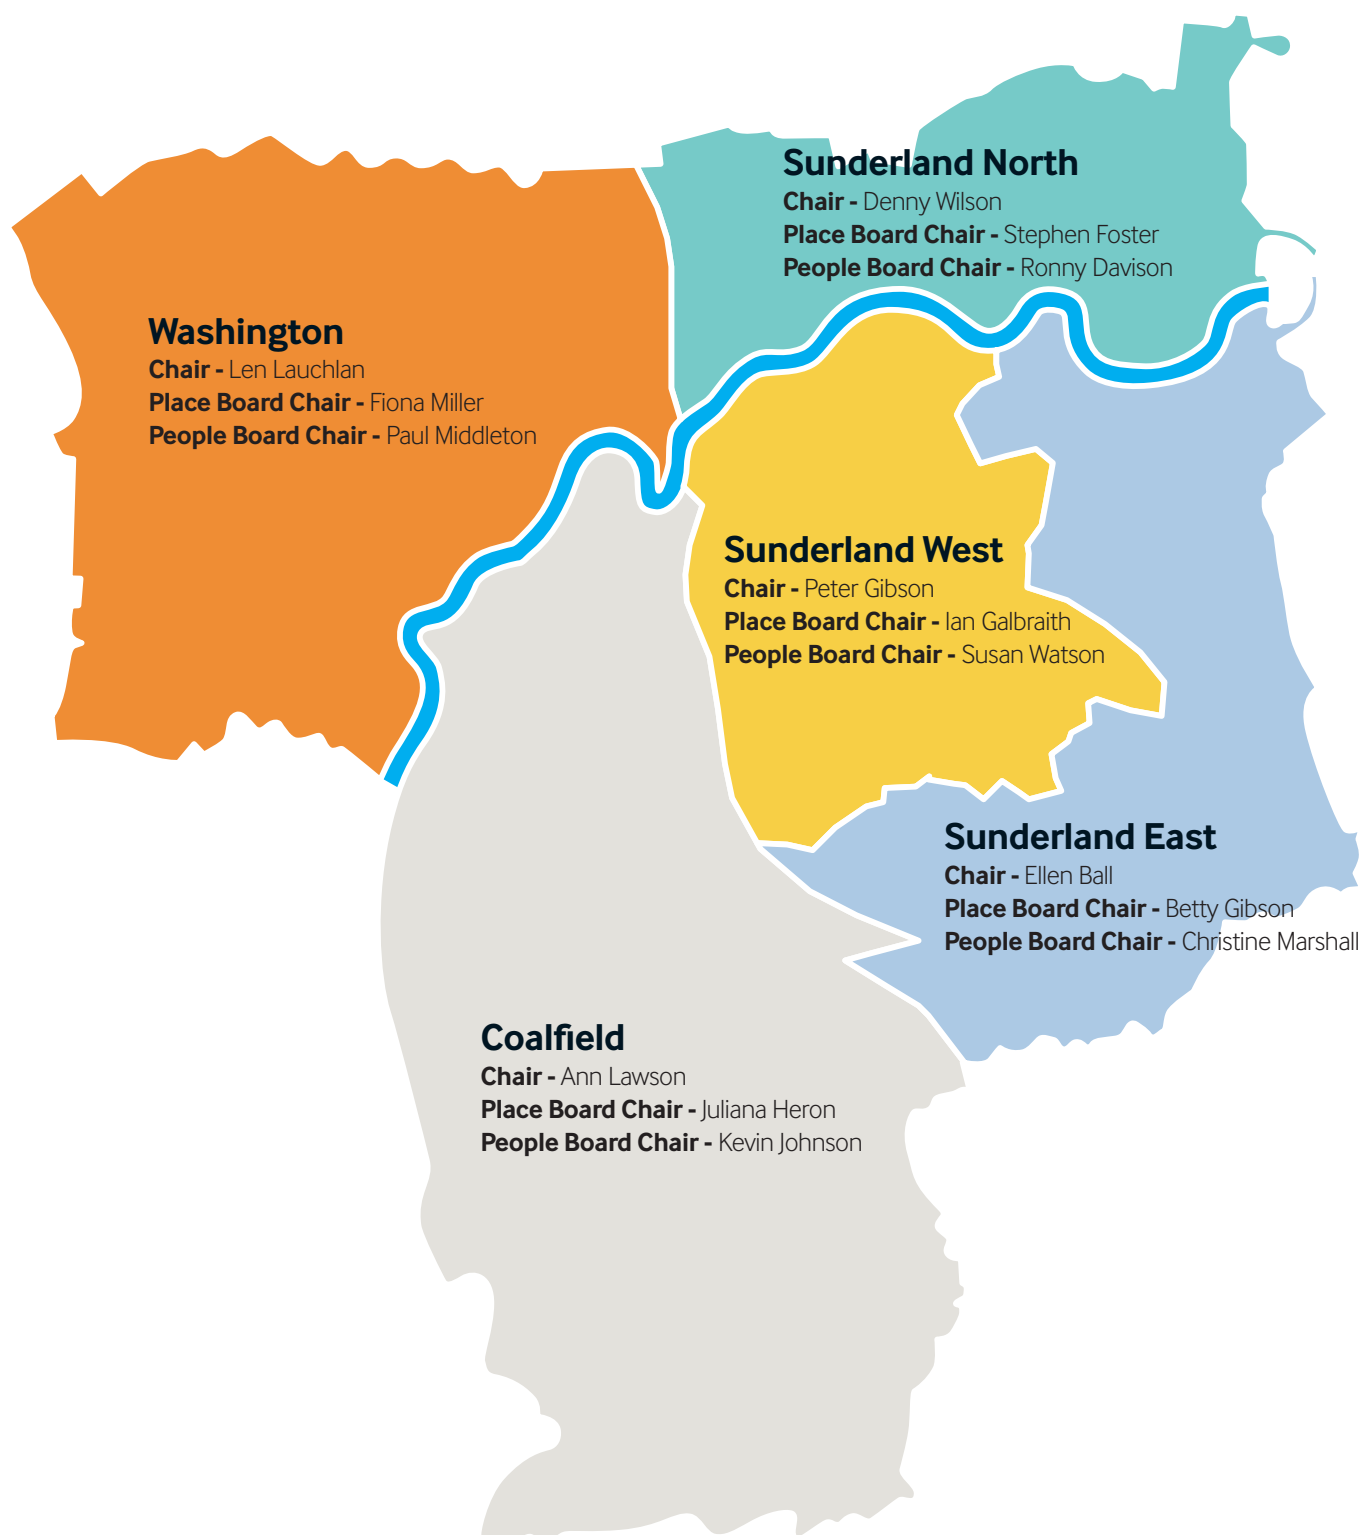 Sunderland North
Chair - Denny Wilson
Place Board Chair - Stephen Foster
People Board Chair - Ronny Davison
Washington
Chair - Len Lauchlan
Place Board Chair - Fiona Miller
People Board Chair - Paul Middleton
Sunderland West
Chair - Peter Gibson
Place Board Chair - Ian Galbraith
People Board Chair - Susan Watson
Sunderland East
Chair - Ellen Ball
Place Board Chair - Betty Gibson
People Board Chair - Christine Marshall
Coalfield
Chair - Ann Lawson
Place Board Chair - Juliana Heron
People Board Chair - Kevin Johnson